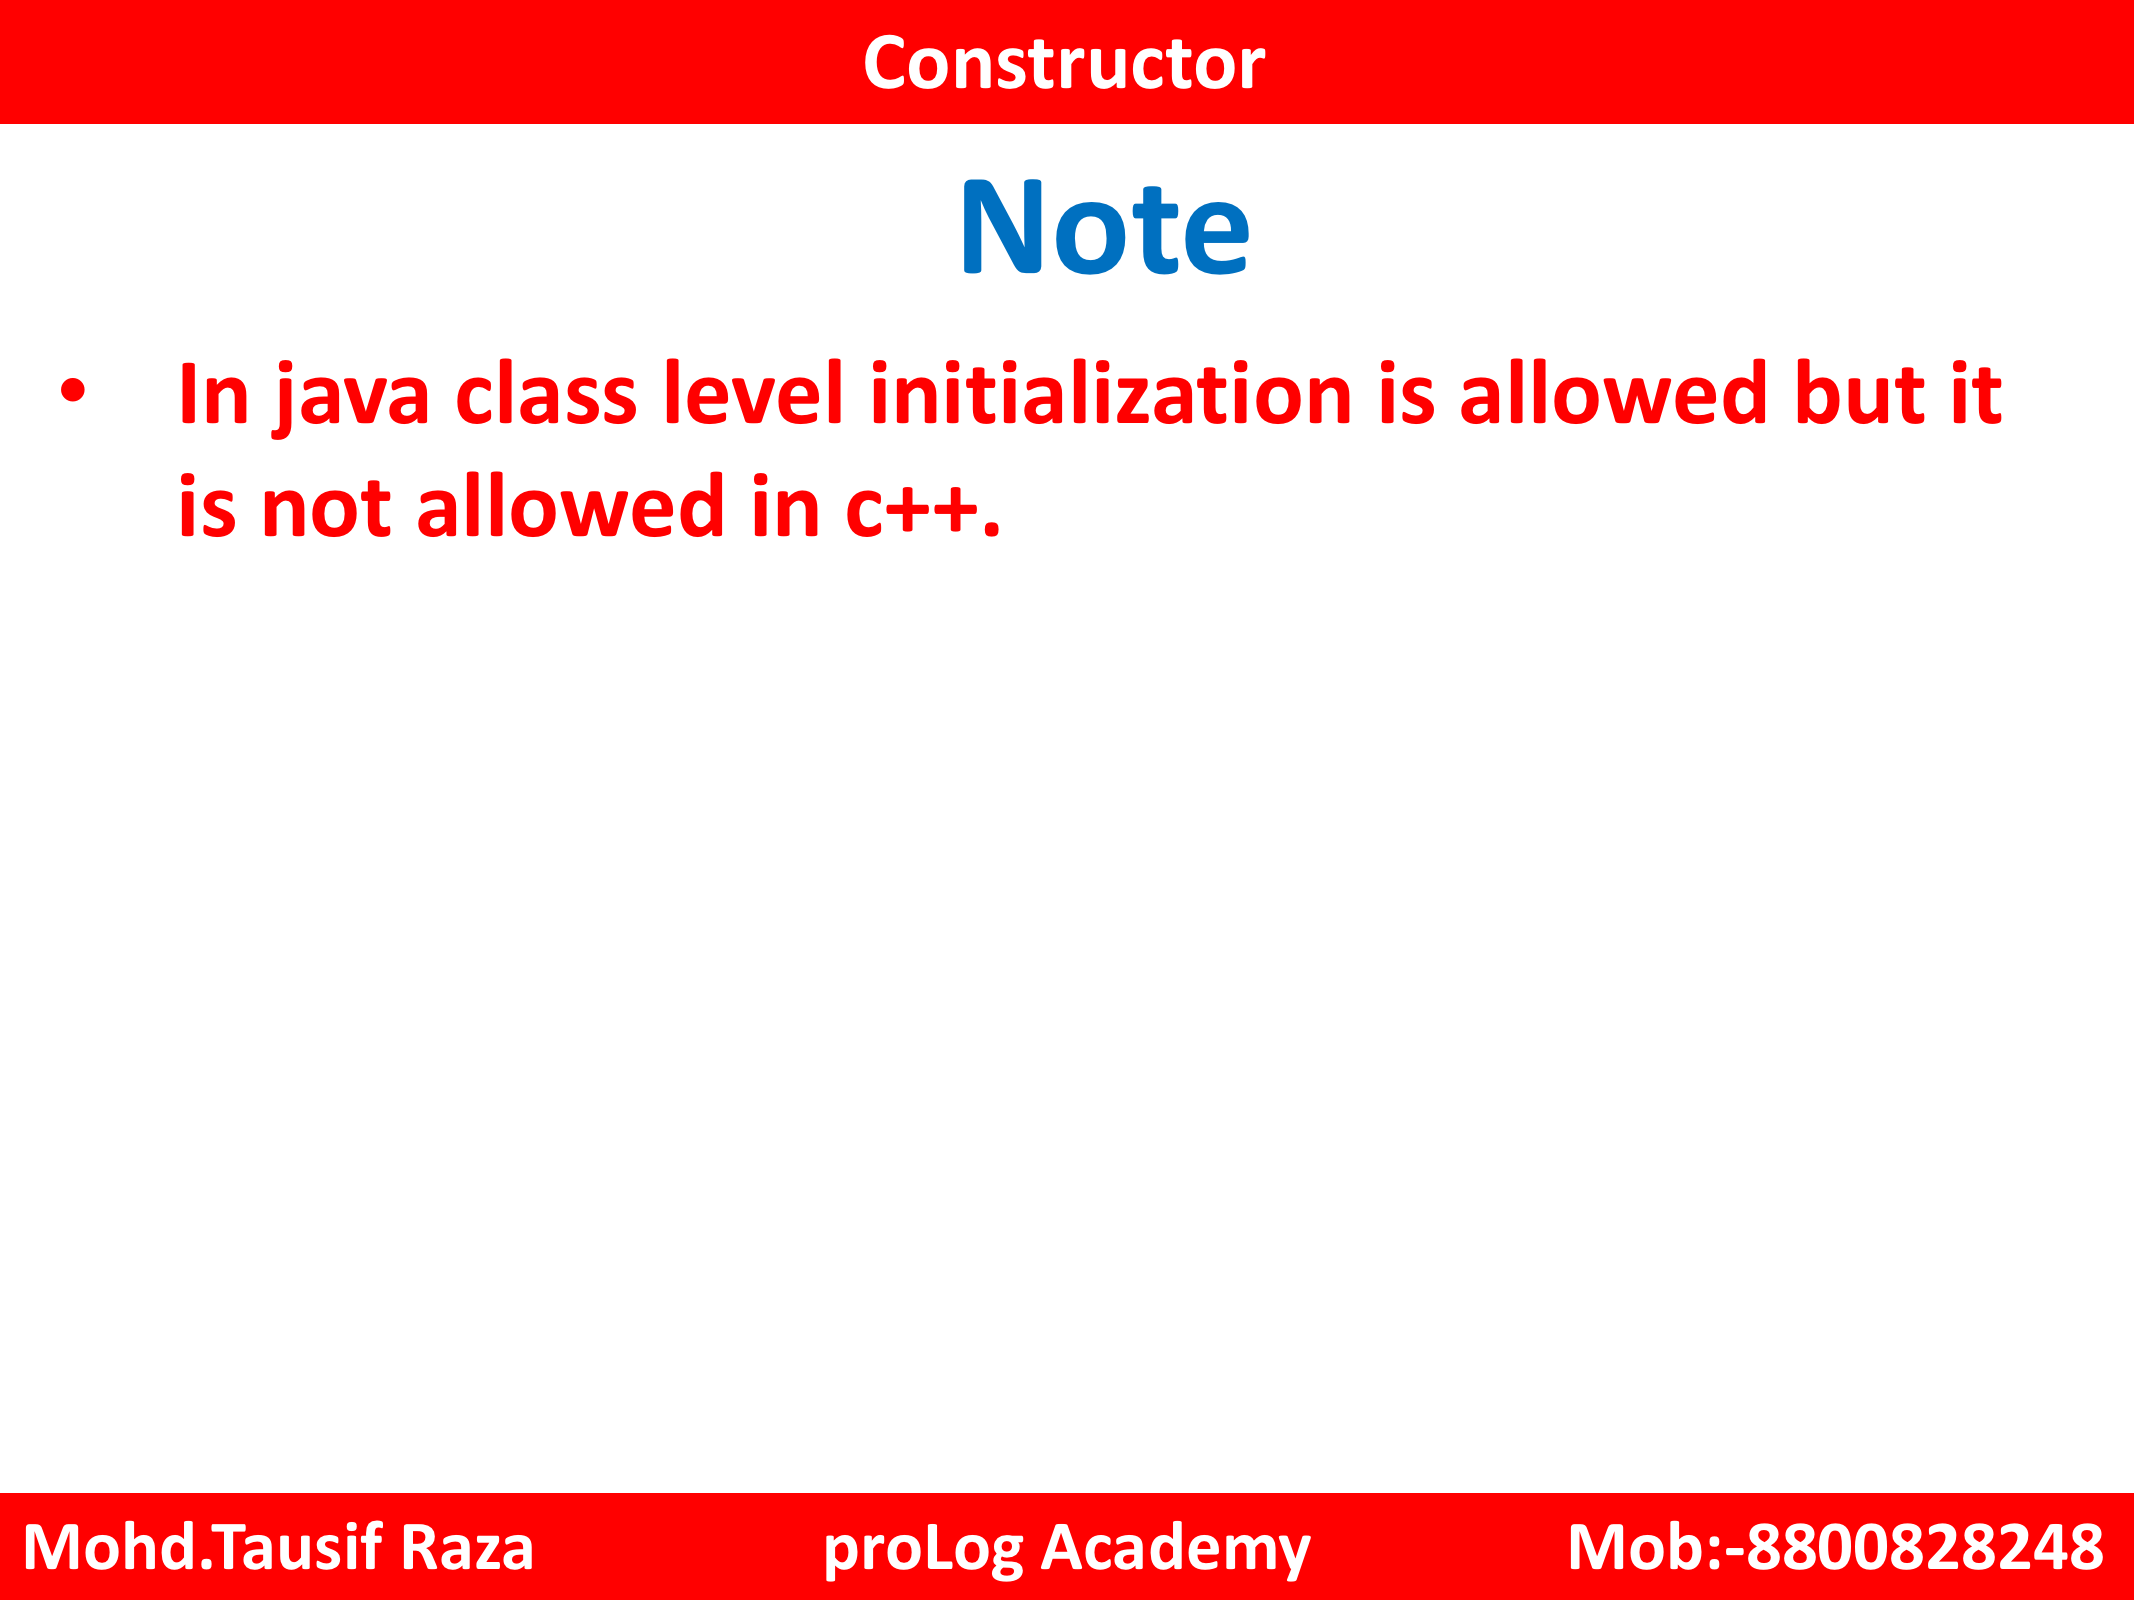 Constructor
Note
• In java class level initialization is allowed but it
is not allowed in c++.
Mohd.Tausif Raza proLog Academy Mob:-8800828248